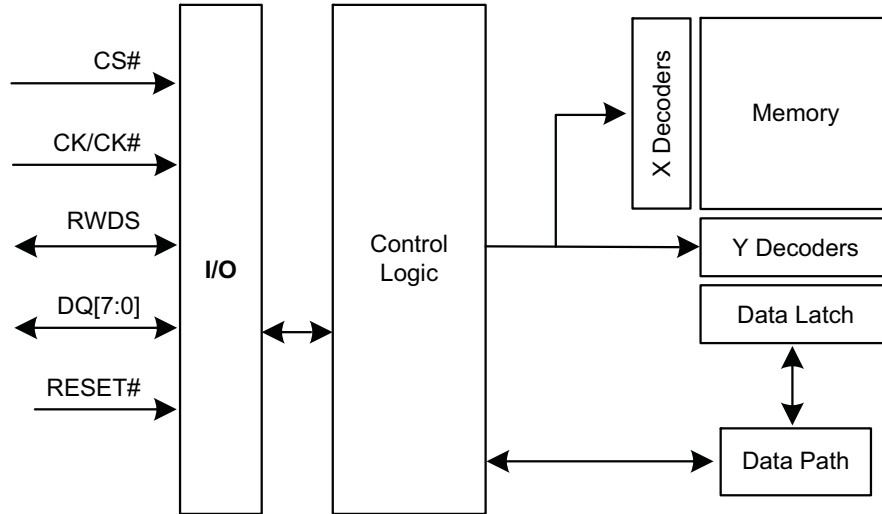 CS#
CK/CK#
RWDS
DQ[7:0]
RESET#
I/O
Control
Logic
X Decoders
Memory
Y Decoders
Data Latch
Data Path